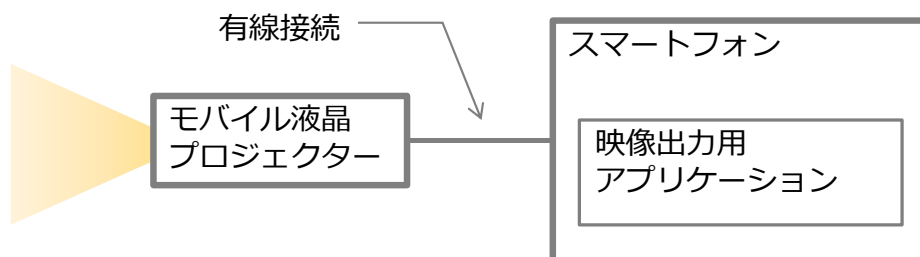 有線接続
スマートフォン
モバイル液晶
プロジェクター
映像出力用
アプリケーション